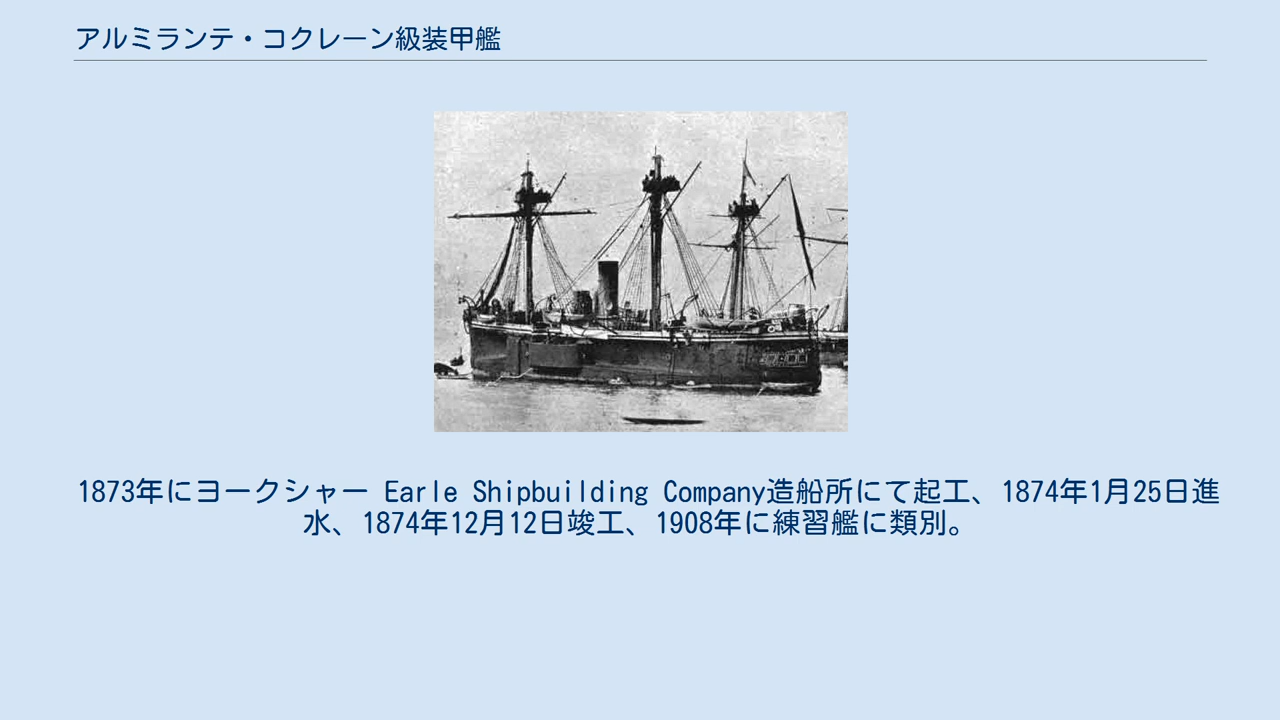 アルミランテ・コクレーン級装甲艦
1873年にヨークシャー Earle Shipbuilding Company造船所にて起工、1874年1月25日進
水、1874年12月12日竣工、1908年に練習艦に類別。